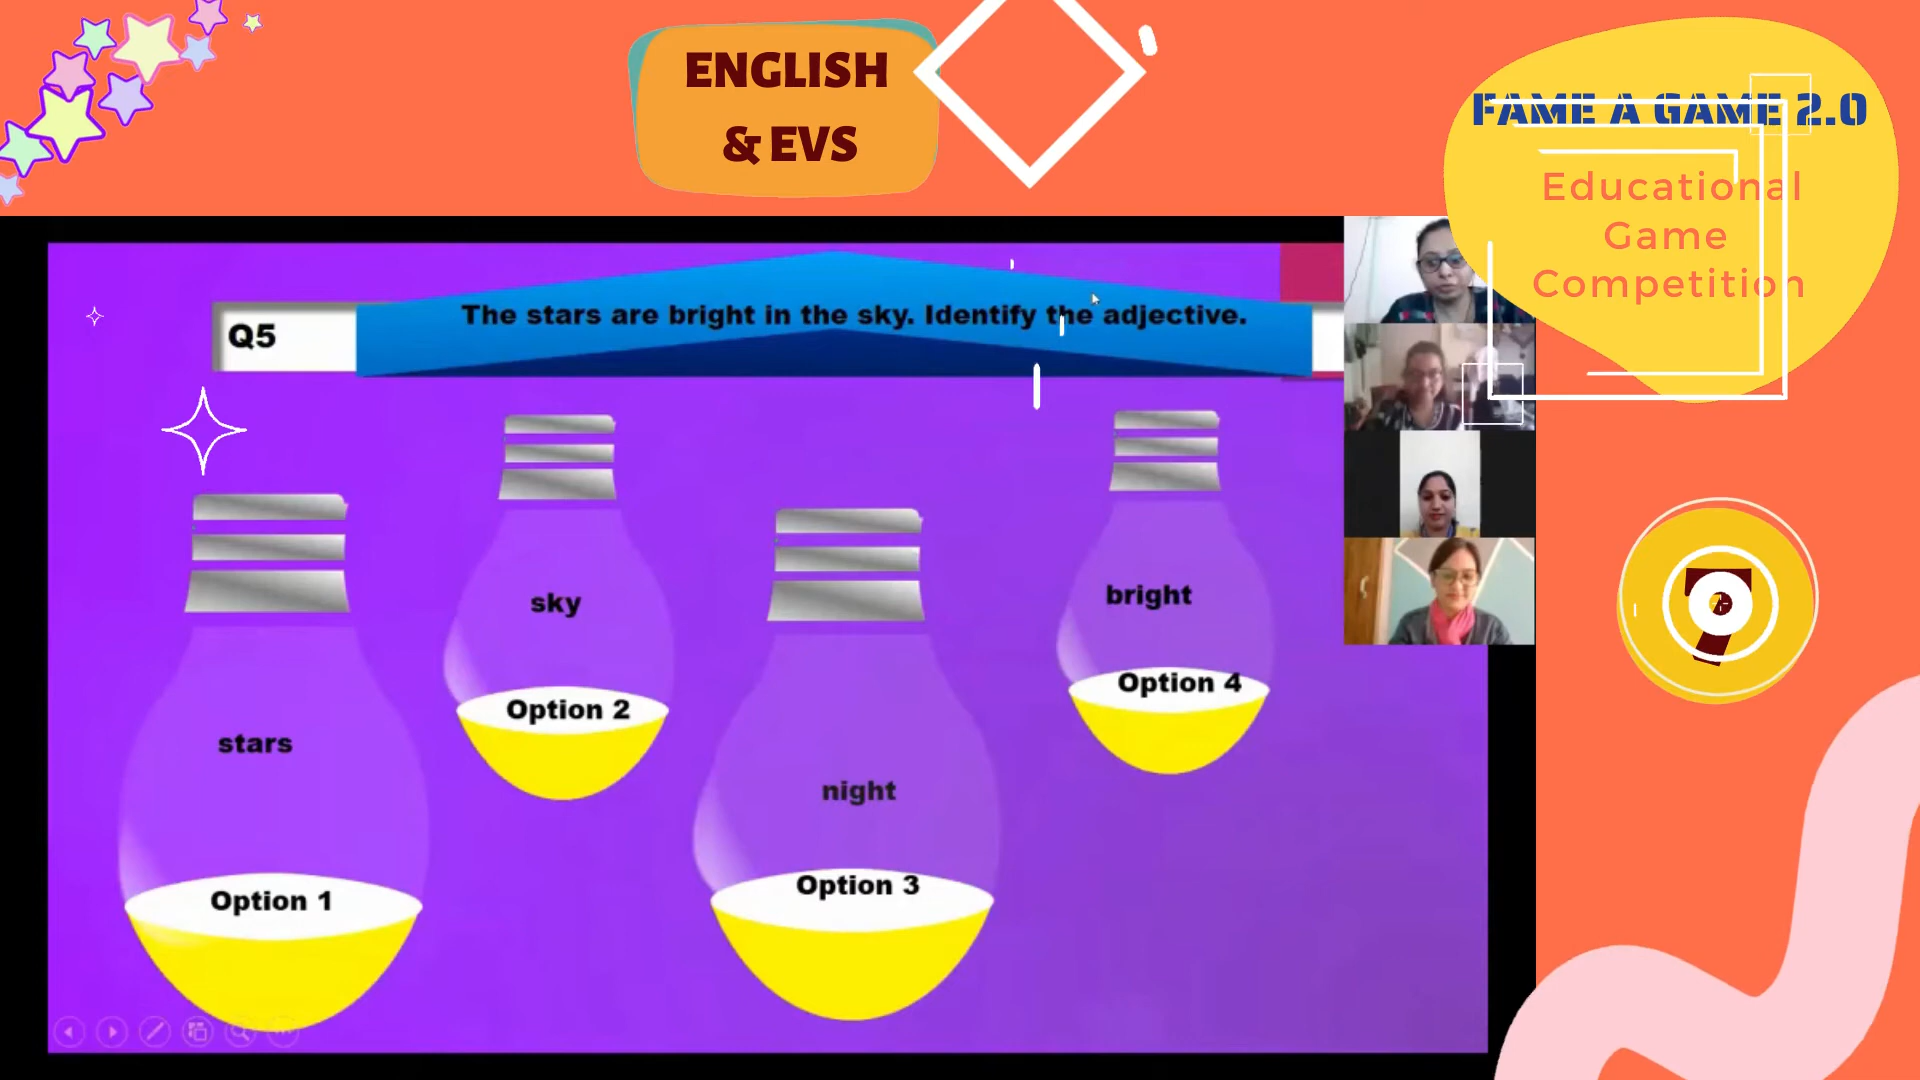 ENGLISH
& EVS
FAME A GAME 2.0
Educational
Game
Competition
Q5
The stars are bright in the sky. Identify the adjective.
stars
Option 1
sky
Option 2
night
Option 3
bright
Option 4